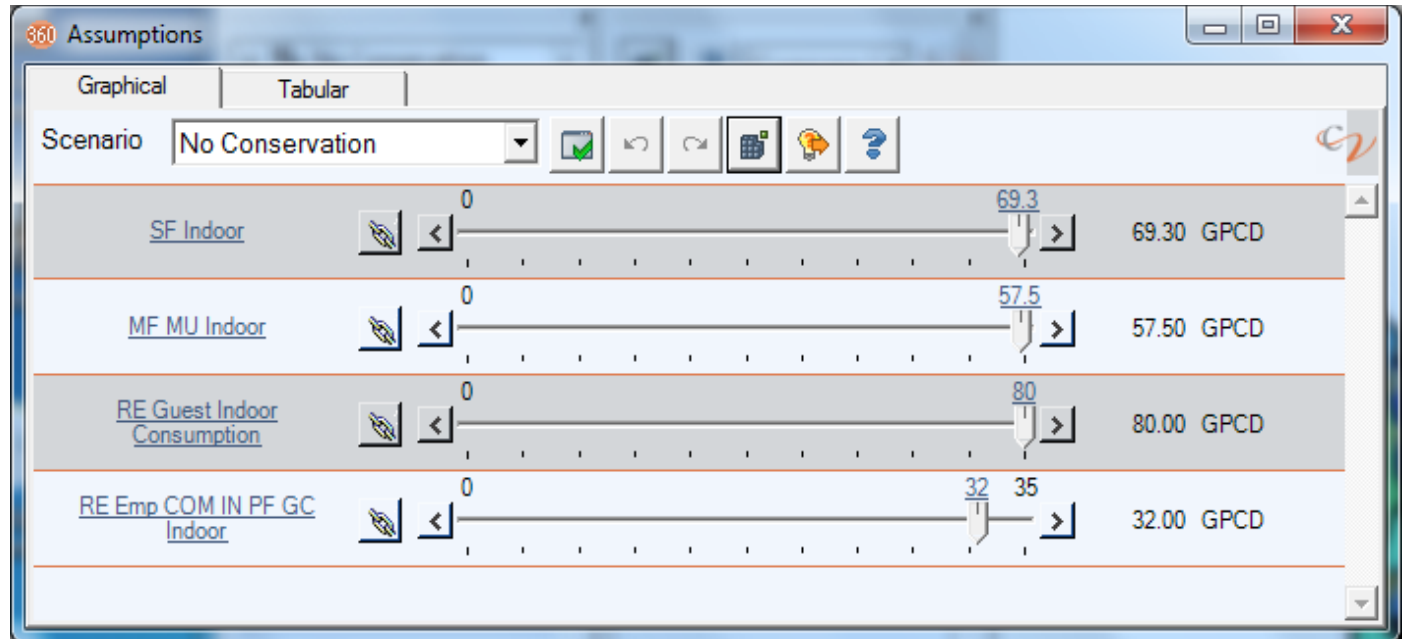 360 Assumptions
Graphical Tabular
Scenario No Conservation
CV
0 69.3
SF Indoor 69.30 GPCD
0 57.5
MF MU Indoor 57.50 GPCD
0 80
RE Guest Indoor
Consumption 80.00 GPCD
0 32 35
RE Emp COM IN PF GC
Indoor 32.00 GPCD